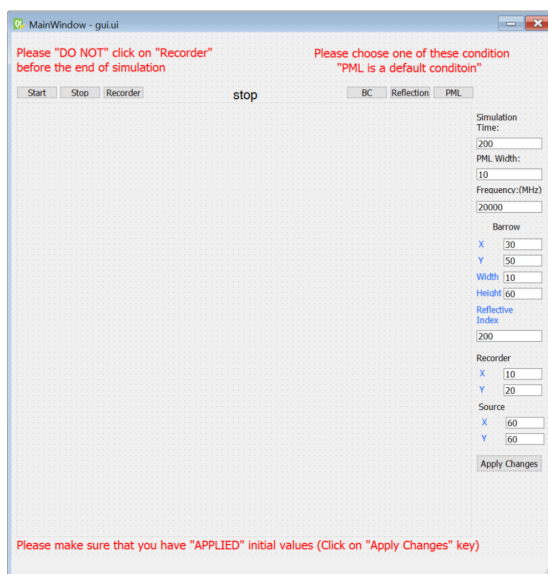 MainWindow - gui.ui
Please "DO NOT" click on "Recorder"
before the end of simulation
Please choose one of these condition
"PML is a default conditoin"
Start Stop Recorder stop BC Reflection PML
Simulation
Time:
200
PML Width:
10
Frequency:(MHz)
20000
Barrow
X 30
Y 50
Width 10
Height 60
Reflective
Index
200
Recorder
X 10
Y 20
Source
X 60
Y 60
Apply Changes
Please make sure that you have "APPLIED" initial values (Click on "Apply Changes" key)